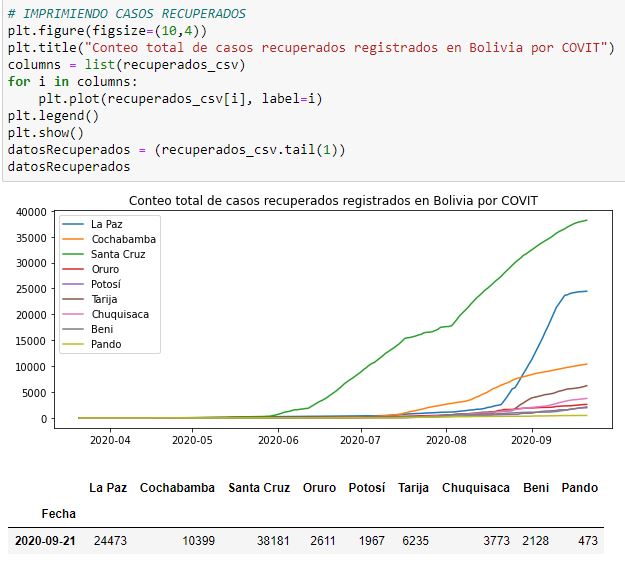 # IMPRIMIENDO CASOS RECUPERADOS
plt.figure(figsize=(10,4))
plt.title("Conteo total de casos recuperados registrados en Bolivia por COVIT")
columns = list(recuperados_csv)
for i in columns:
    plt.plot(recuperados_csv[i], label=i)
plt.legend()
plt.show()
datosRecuperados = (recuperados_csv.tail(1))
datosRecuperados
Conteo total de casos recuperados registrados en Bolivia por COVIT
40000
35000
30000
25000
20000
15000
10000
5000
0
La Paz
Cochabamba
Santa Cruz
Oruro
Potosí
Tarija
Chuquisaca
Beni
Pando
2020-04 2020-05 2020-06 2020-07 2020-08 2020-09
La Paz Cochabamba Santa Cruz Oruro Potosí Tarija Chuquisaca Beni Pando
Fecha
2020-09-21 24473 10399 38181 2611 1967 6235 3773 2128 473